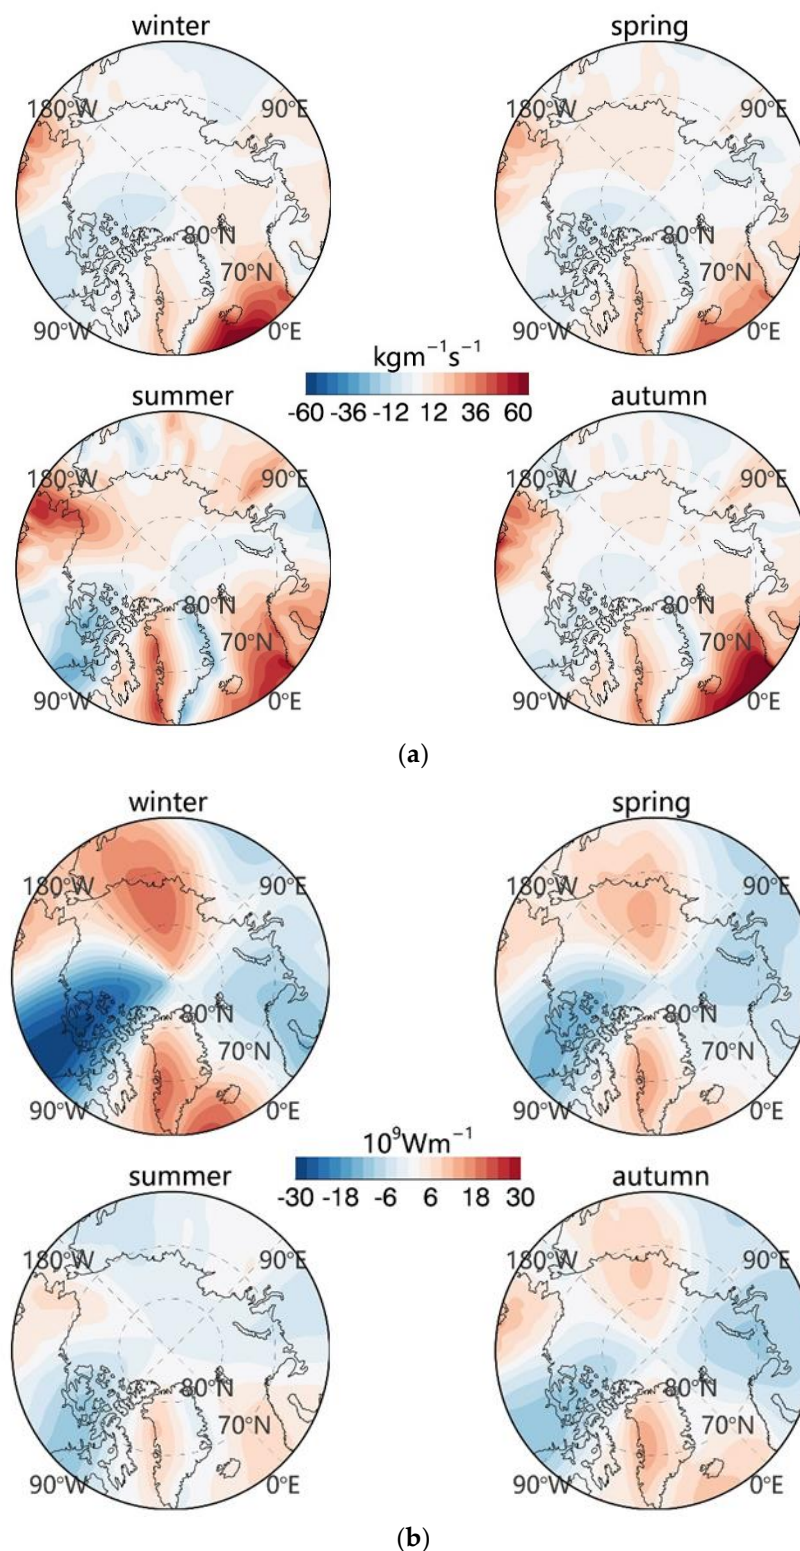 winter spring
180°W 90°E 180°W 90°E
80°N 80°N
70°N 70°N
90°W 0°E 90°W 0°E
kgm⁻¹s⁻¹
summer autumn
-60 -36 -12 12 36 60
180°W 90°E 180°W 90°E
80°N 80°N
70°N 70°N
90°W 0°E 90°W 0°E
(a)
winter spring
180°W 90°E 180°W 90°E
80°N 80°N
70°N 70°N
90°W 0°E 90°W 0°E
10⁹Wm⁻¹
summer autumn
-30 -18 -6 6 18 30
180°W 90°E 180°W 90°E
80°N 80°N
70°N 70°N
90°W 0°E 90°W 0°E
(b)